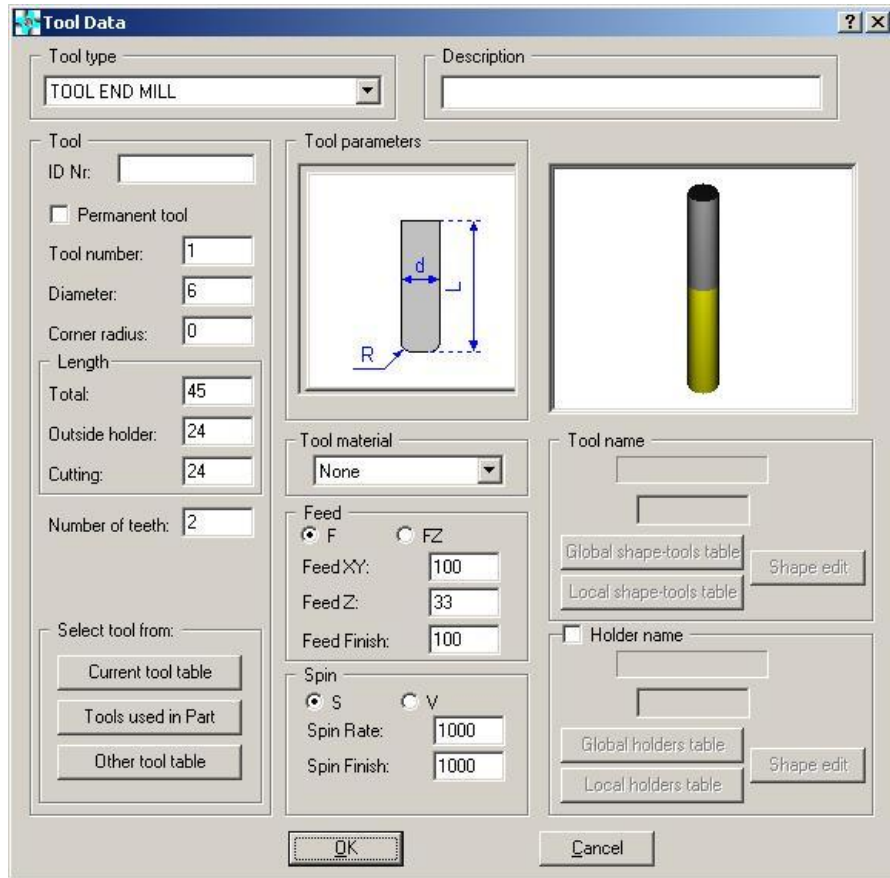 Tool Data
Tool type
TOOL END MILL
Description
Tool
ID Nr:
Permanent tool
Tool number: 1
Diameter: 6
Corner radius: 0
Length
Total: 45
Outside holder: 24
Cutting: 24
Number of teeth: 2
Select tool from:
Current tool table
Tools used in Part
Other tool table
Tool parameters
d
L
R
Tool material
None
Feed
F FZ
Feed XY: 100
Feed Z: 33
Feed Finish: 100
Spin
S V
Spin Rate: 1000
Spin Finish: 1000
Tool name
Global shape-tools table
Local shape-tools table
Shape edit
Holder name
Global holders table
Local holders table
Shape edit
OK
Cancel